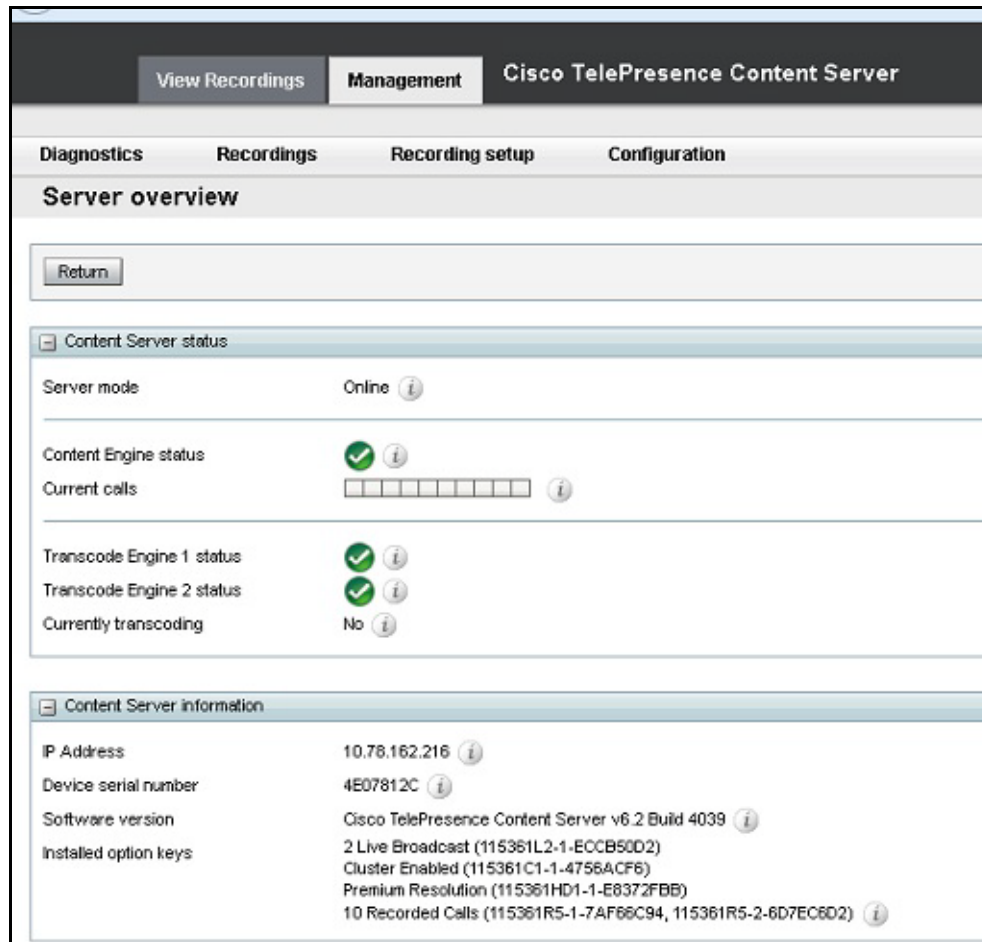 View Recordings
Management
Cisco TelePresence Content Server
Diagnostics
Recordings
Recording setup
Configuration
Server overview
Return
Content Server status
Server mode Online
Content Engine status
Current calls
Transcode Engine 1 status
Transcode Engine 2 status
Currently transcoding No
Content Server information
IP Address 10.78.162.216
Device serial number 4E07812C
Software version Cisco TelePresence Content Server v6.2 Build 4039
Installed option keys 2 Live Broadcast (115361L2-1-ECCB50D2)
Cluster Enabled (115361C1-1-4756ACF6)
Premium Resolution (115361HD1-1-E8372FBB)
10 Recorded Calls (115361R5-1-7AF66C94, 115361R5-2-6D7EC6D2)